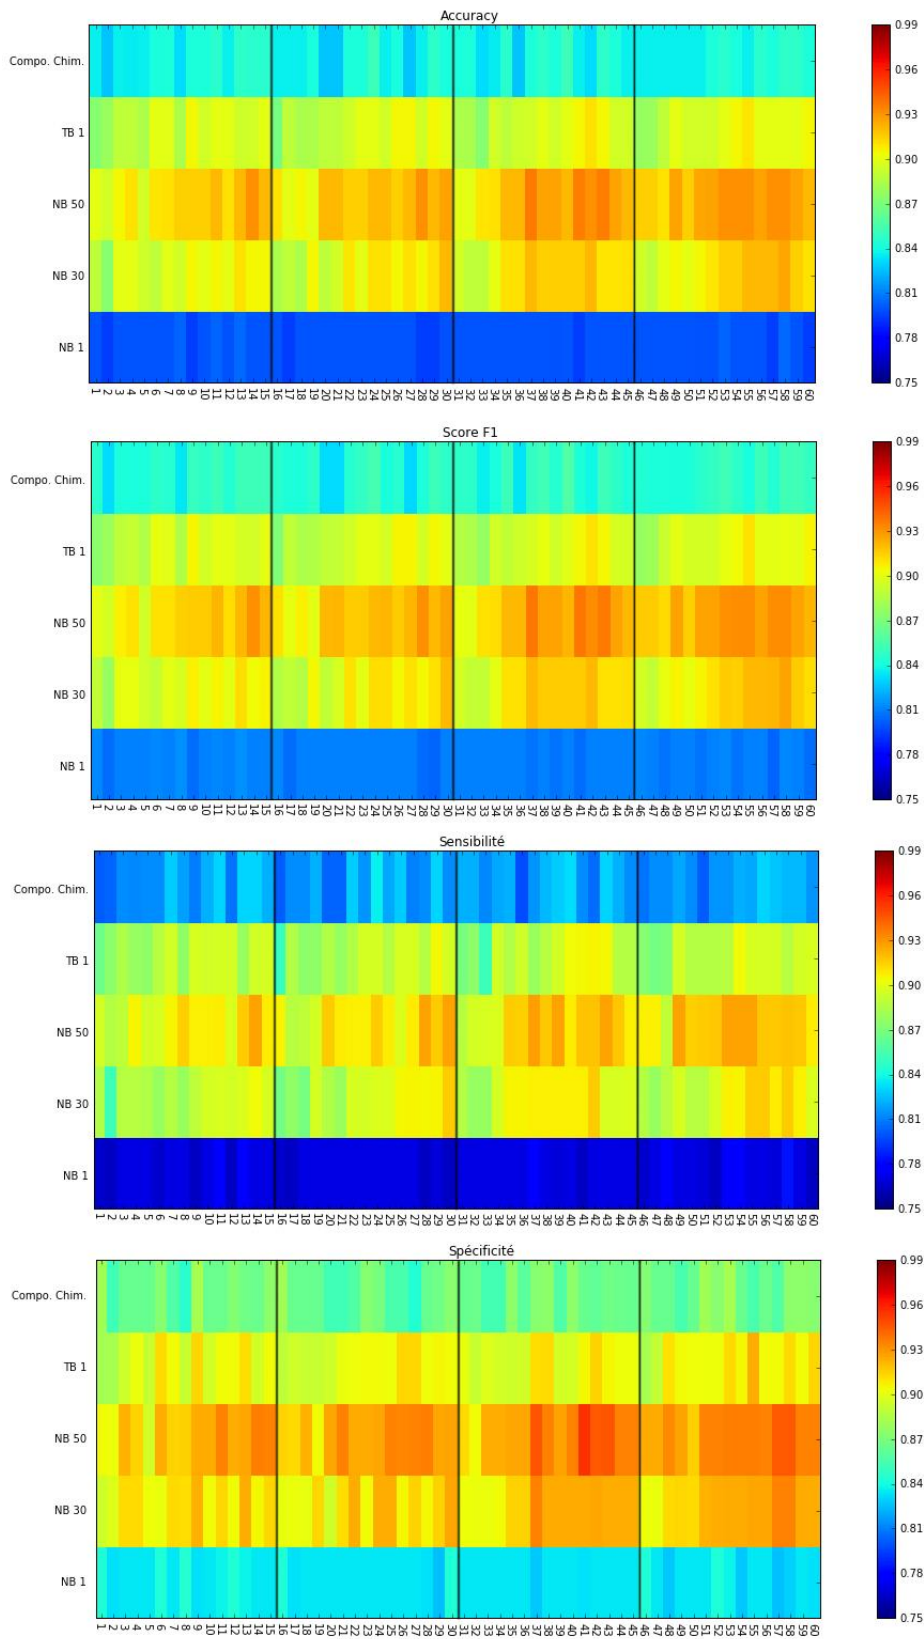 Accuracy
Compo. Chim.
TB 1
NB 50
NB 30
NB 1
1 2 3 4 5 6 7 8 9 10 11 12 13 14 15 16 17 18 19 20 21 22 23 24 25 26 27 28 29 30 31 32 33 34 35 36 37 38 39 40 41 42 43 44 45 46 47 48 49 50 51 52 53 54 55 56 57 58 59 60
0.99
0.96
0.93
0.90
0.87
0.84
0.81
0.78
0.75
Score F1
Compo. Chim.
TB 1
NB 50
NB 30
NB 1
1 2 3 4 5 6 7 8 9 10 11 12 13 14 15 16 17 18 19 20 21 22 23 24 25 26 27 28 29 30 31 32 33 34 35 36 37 38 39 40 41 42 43 44 45 46 47 48 49 50 51 52 53 54 55 56 57 58 59 60
0.99
0.96
0.93
0.90
0.87
0.84
0.81
0.78
0.75
Sensibilité
Compo. Chim.
TB 1
NB 50
NB 30
NB 1
1 2 3 4 5 6 7 8 9 10 11 12 13 14 15 16 17 18 19 20 21 22 23 24 25 26 27 28 29 30 31 32 33 34 35 36 37 38 39 40 41 42 43 44 45 46 47 48 49 50 51 52 53 54 55 56 57 58 59 60
0.99
0.96
0.93
0.90
0.87
0.84
0.81
0.78
0.75
Spécificité
Compo. Chim.
TB 1
NB 50
NB 30
NB 1
1 2 3 4 5 6 7 8 9 10 11 12 13 14 15 16 17 18 19 20 21 22 23 24 25 26 27 28 29 30 31 32 33 34 35 36 37 38 39 40 41 42 43 44 45 46 47 48 49 50 51 52 53 54 55 56 57 58 59 60
0.99
0.96
0.93
0.90
0.87
0.84
0.81
0.78
0.75